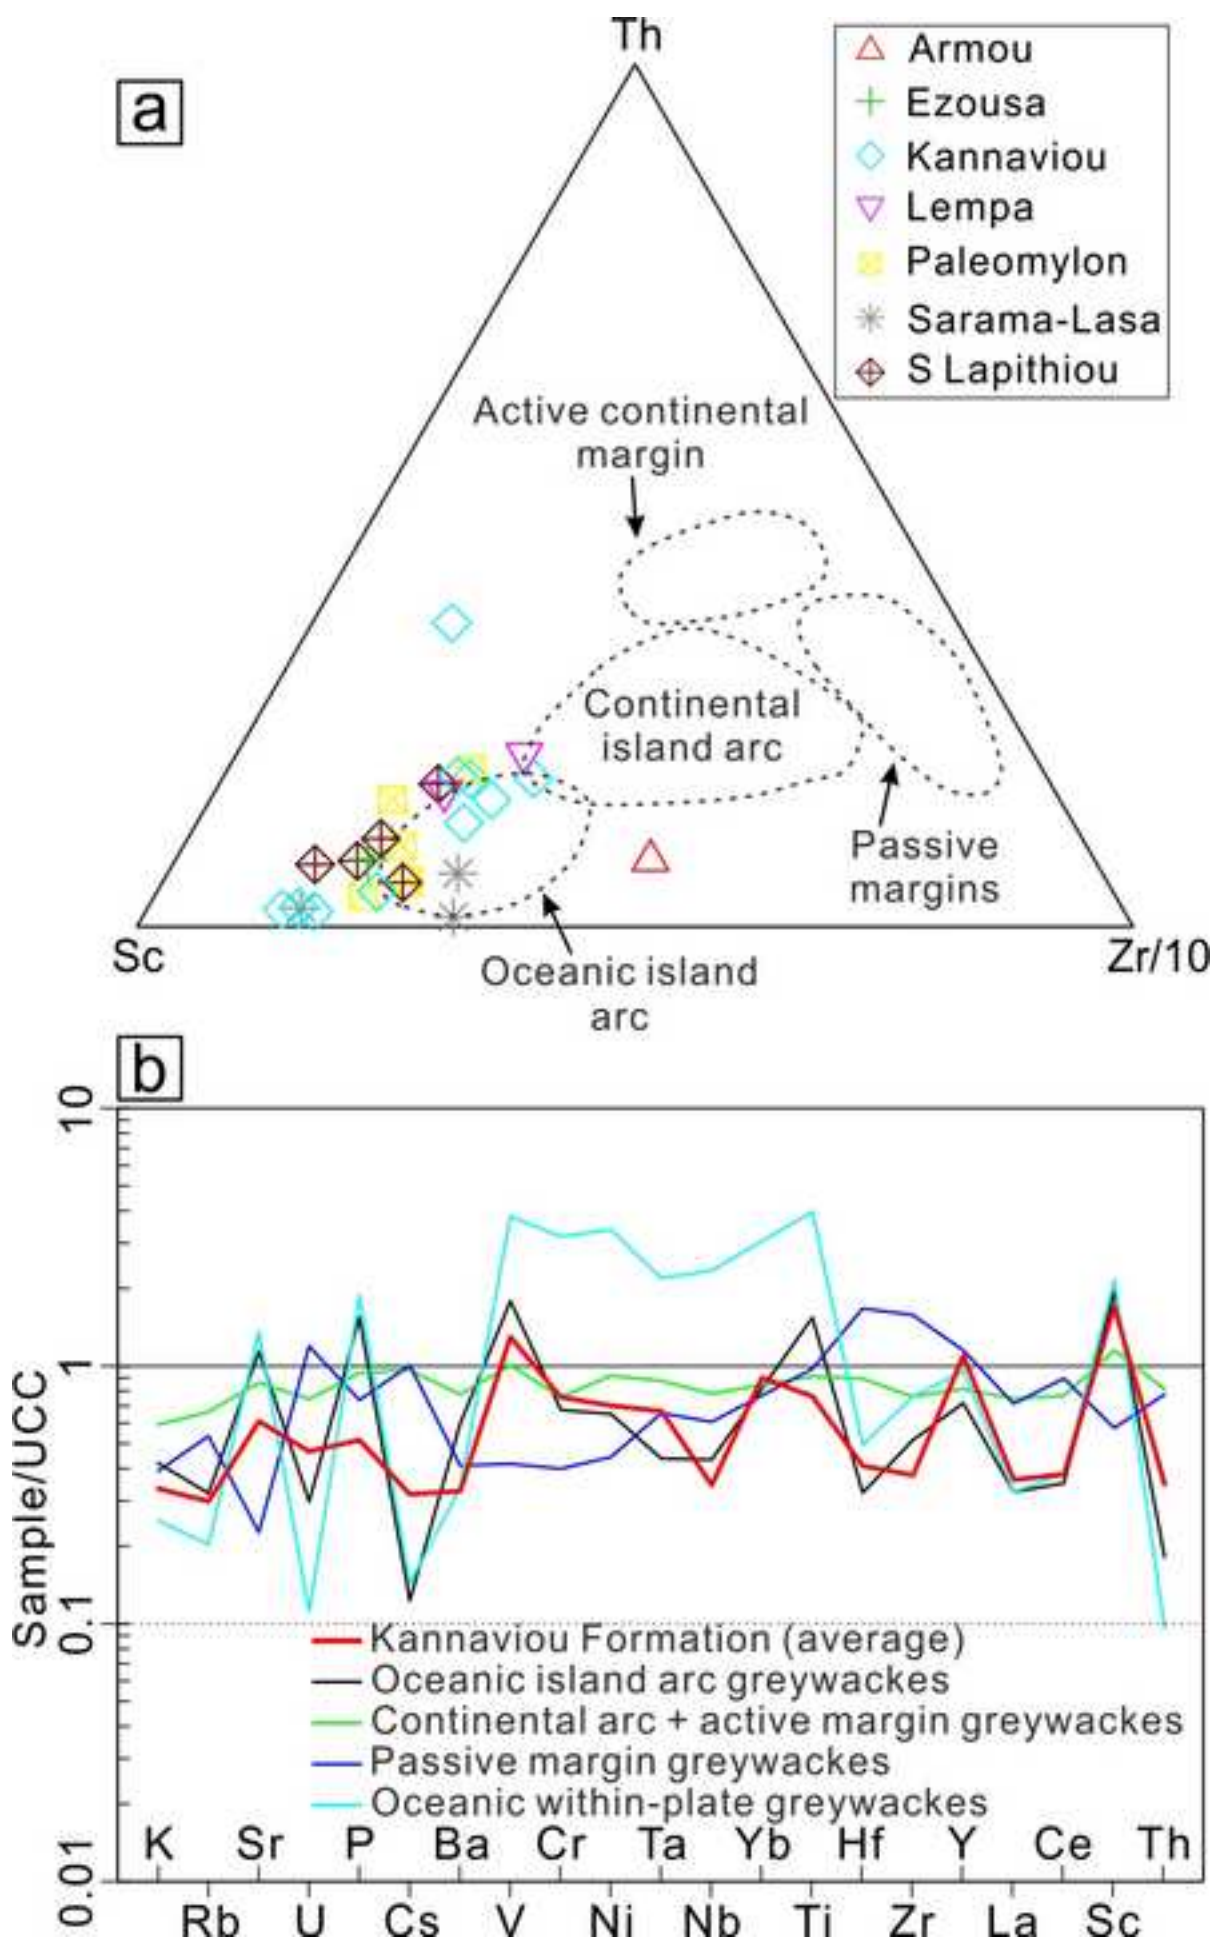 a
Th
Armou
Ezousa
Kannaviou
Lempa
Paleomylon
Sarama-Lasa
S Lapithiou
Active continental
margin
Continental
island arc
Passive
margins
Sc
Zr/10
Oceanic island
arc
b
10
1
0.1
0.01
Sample/UCC
Kannaviou Formation (average)
Oceanic island arc greywackes
Continental arc + active margin greywackes
Passive margin greywackes
Oceanic within-plate greywackes
K Sr P Ba Cr Ta Yb Hf Y Ce Th
Rb U Cs V Ni Nb Ti Zr La Sc